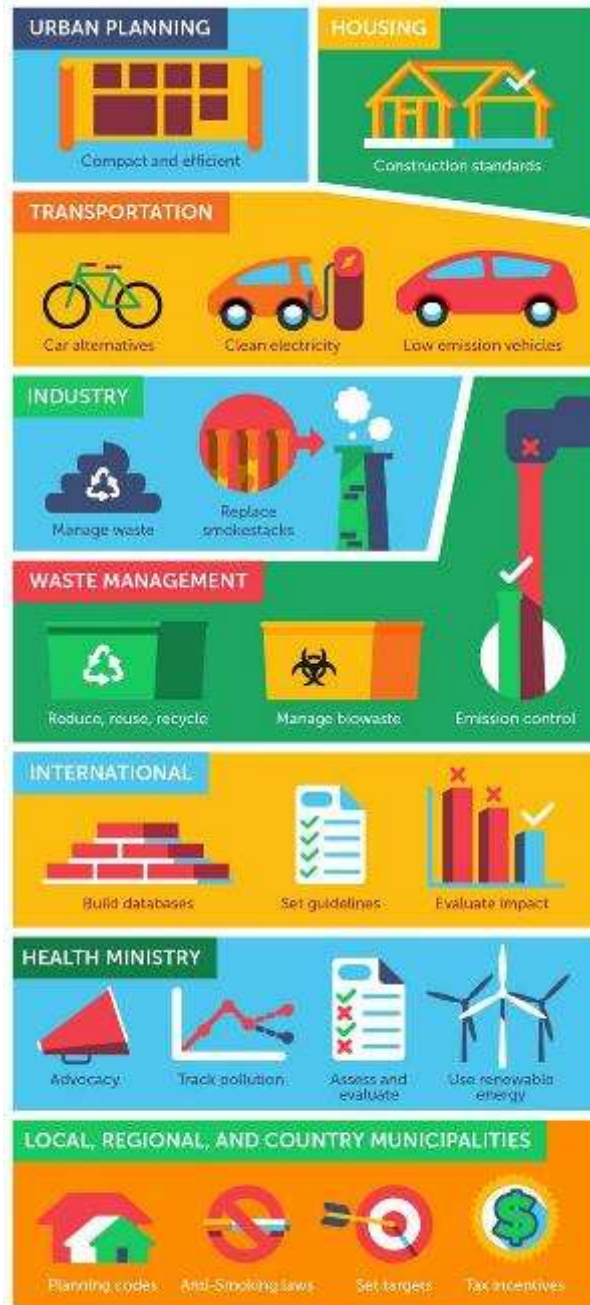 URBAN PLANNING
Compact and efficient
HOUSING
Construction standards
TRANSPORTATION
Car alternatives
Clean electricity
Low emission vehicles
INDUSTRY
Manage waste
Replace
smokestacks
WASTE MANAGEMENT
Reduce, reuse, recycle
Manage biowaste
Emission control
INTERNATIONAL
Build databases
Set guidelines
Evaluate impact
HEALTH MINISTRY
Advocacy
Track pollution
Assess and
evaluate
Use renewable
energy
LOCAL, REGIONAL, AND COUNTRY MUNICIPALITIES
Planning codes
Anti-Smoking laws
Set targets
$
Tax incentives